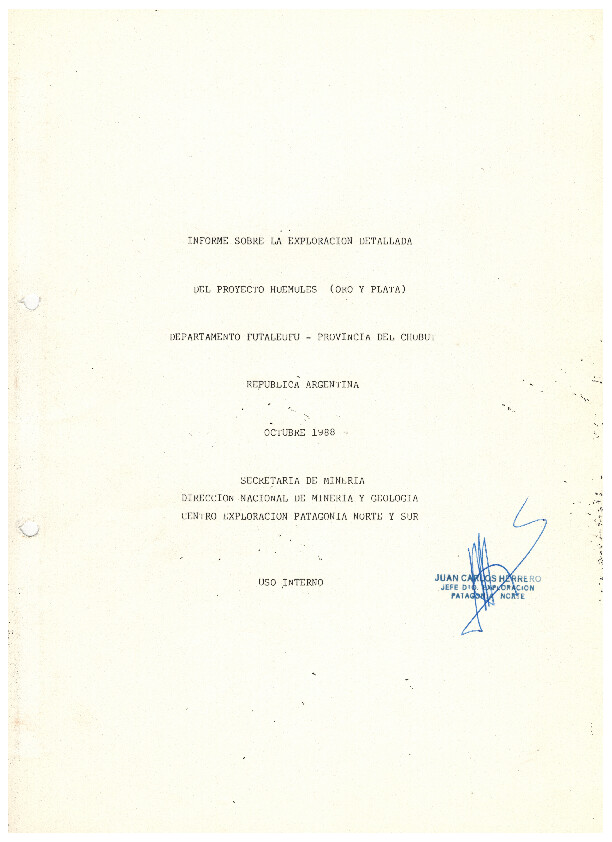 INFORME SOBRE LA EXPLORACION DETALLADA
DEL PROYECTO HUEMULES (ORO Y PLATA)
DEPARTAMENTO FUTALEUFU - PROVINCIA DEL CHUBUT
REPUBLICA ARGENTINA
OCTUBRE 1988
SECRETARIA DE MINERIA
DIRECCION NACIONAL DE MINERIA Y GEOLOGIA
CENTRO EXPLORACION PATAGONIA NORTE Y SUR
USO INTERNO
JUAN CARLOS HERRERO
JEFE DTO. EXPLORACION
PATAGONIA NORTE